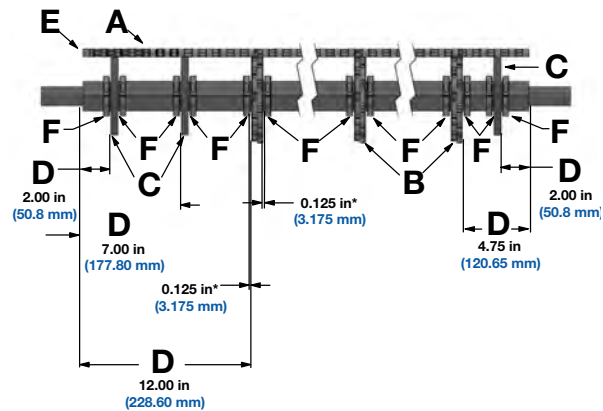 E A
C
F F F F F F F
D C B D
2.00 in
(50.8 mm)
0.125 in*
(3.175 mm)
2.00 in
(50.8 mm)
D
7.00 in
(177.80 mm)
D
4.75 in
(120.65 mm)
0.125 in*
(3.175 mm)
D
12.00 in
(228.60 mm)